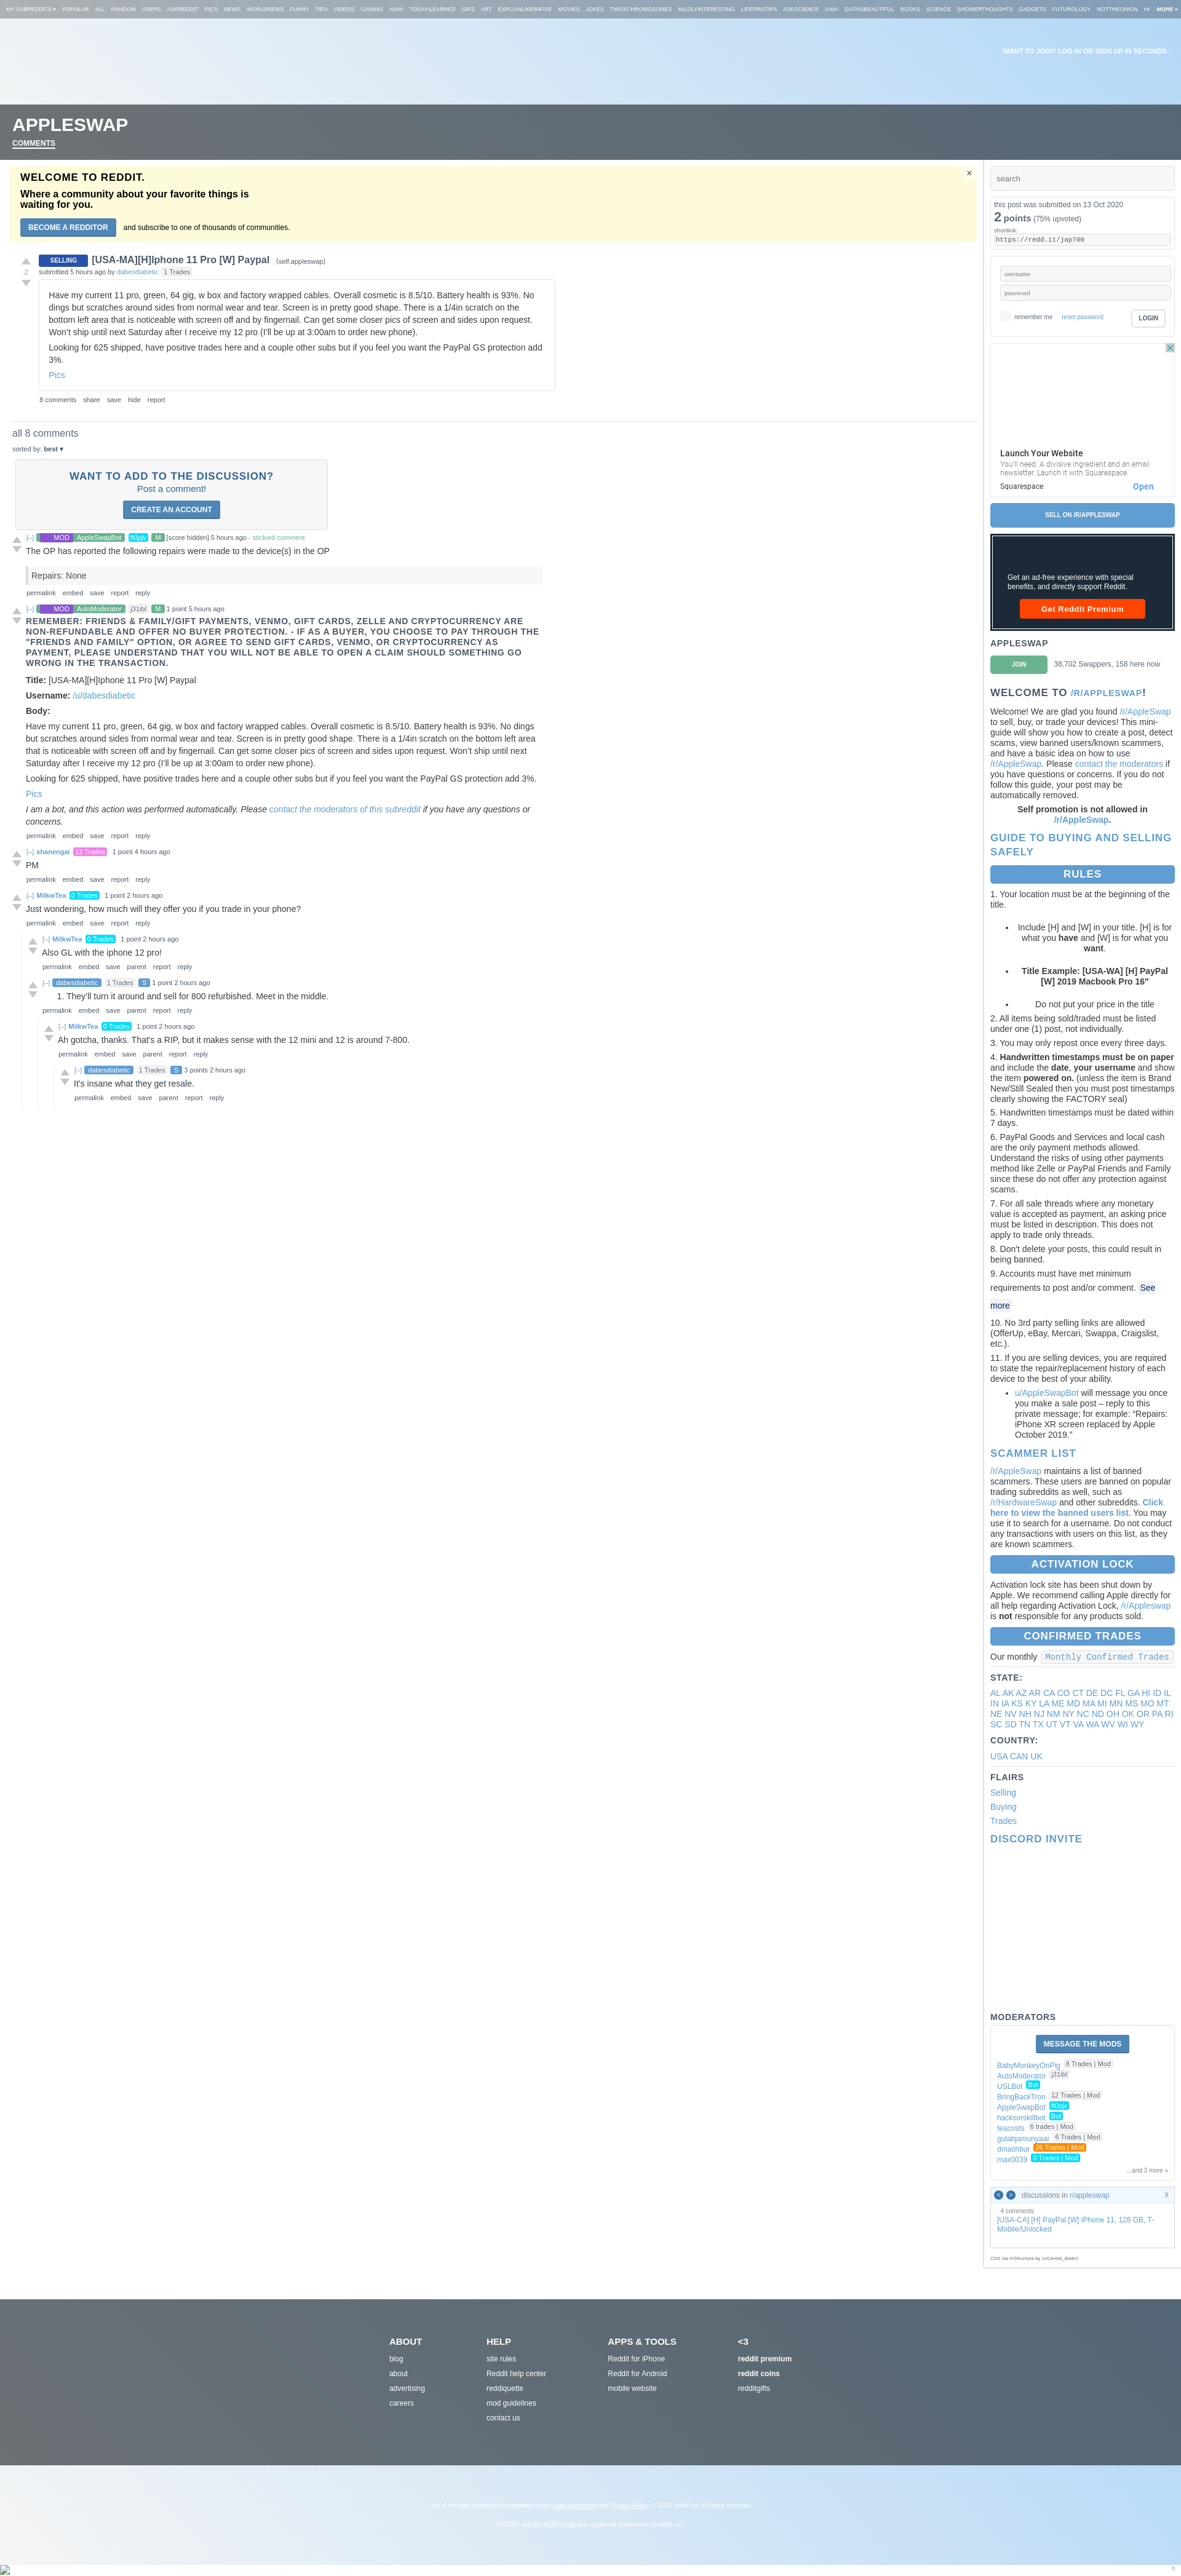 MY SUBREDDITS ▾ POPULAR ALL RANDOM USERS ASKREDDIT PICS NEWS WORLDNEWS FUNNY TIFU VIDEOS GAMING AWW TODAYILEARNED GIFS ART EXPLAINLIKEIMFIVE MOVIES JOKES TWOXCHROMOSOMES MILDLYINTERESTING LIFEPROTIPS ASKSCIENCE IAMA DATAISBEAUTIFUL BOOKS SCIENCE SHOWERTHOUGHTS GADGETS FUTUROLOGY NOTTHEONION HI MORE »
WANT TO JOIN? LOG IN OR SIGN UP IN SECONDS.
APPLESWAP
COMMENTS
WELCOME TO REDDIT.
Where a community about your favorite things is
waiting for you.
BECOME A REDDITOR and subscribe to one of thousands of communities.
×
2
SELLING [USA-MA][H]Iphone 11 Pro [W] Paypal (self.appleswap)
submitted 5 hours ago by dabesdiabetic 1 Trades
Have my current 11 pro, green, 64 gig, w box and factory wrapped cables. Overall cosmetic is 8.5/10. Battery health is 93%. No
dings but scratches around sides from normal wear and tear. Screen is in pretty good shape. There is a 1/4in scratch on the
bottom left area that is noticeable with screen off and by fingernail. Can get some closer pics of screen and sides upon request.
Won't ship until next Saturday after I receive my 12 pro (I'll be up at 3:00am to order new phone).
Looking for 625 shipped, have positive trades here and a couple other subs but if you feel you want the PayPal GS protection add
3%.
Pics
8 comments share save hide report
all 8 comments
sorted by: best ▾
WANT TO ADD TO THE DISCUSSION?
Post a comment!
CREATE AN ACCOUNT
[–] MOD AppleSwapBot ft0pjv M [score hidden] 5 hours ago - stickied comment
The OP has reported the following repairs were made to the device(s) in the OP
Repairs: None
permalink embed save report reply
[–] MOD AutoModerator j31ibl M 1 point 5 hours ago
REMEMBER: FRIENDS & FAMILY/GIFT PAYMENTS, VENMO, GIFT CARDS, ZELLE AND CRYPTOCURRENCY ARE
NON-REFUNDABLE AND OFFER NO BUYER PROTECTION. - IF AS A BUYER, YOU CHOOSE TO PAY THROUGH THE
"FRIENDS AND FAMILY" OPTION, OR AGREE TO SEND GIFT CARDS, VENMO, OR CRYPTOCURRENCY AS
PAYMENT, PLEASE UNDERSTAND THAT YOU WILL NOT BE ABLE TO OPEN A CLAIM SHOULD SOMETHING GO
WRONG IN THE TRANSACTION.
Title: [USA-MA][H]Iphone 11 Pro [W] Paypal
Username: /u/dabesdiabetic
Body:
Have my current 11 pro, green, 64 gig, w box and factory wrapped cables. Overall cosmetic is 8.5/10. Battery health is 93%. No dings
but scratches around sides from normal wear and tear. Screen is in pretty good shape. There is a 1/4in scratch on the bottom left area
that is noticeable with screen off and by fingernail. Can get some closer pics of screen and sides upon request. Won't ship until next
Saturday after I receive my 12 pro (I'll be up at 3:00am to order new phone).
Looking for 625 shipped, have positive trades here and a couple other subs but if you feel you want the PayPal GS protection add 3%.
Pics
I am a bot, and this action was performed automatically. Please contact the moderators of this subreddit if you have any questions or
concerns.
permalink embed save report reply
[–] shanengai 12 Trades 1 point 4 hours ago
PM
permalink embed save report reply
[–] MilkwTea 0 Trades 1 point 2 hours ago
Just wondering, how much will they offer you if you trade in your phone?
permalink embed save report reply
[–] MilkwTea 0 Trades 1 point 2 hours ago
Also GL with the iphone 12 pro!
permalink embed save parent report reply
[–] dabesdiabetic 1 Trades S 1 point 2 hours ago
1. They'll turn it around and sell for 800 refurbished. Meet in the middle.
permalink embed save parent report reply
[–] MilkwTea 0 Trades 1 point 2 hours ago
Ah gotcha, thanks. That's a RIP, but it makes sense with the 12 mini and 12 is around 7-800.
permalink embed save parent report reply
[–] dabesdiabetic 1 Trades S 3 points 2 hours ago
It's insane what they get resale.
permalink embed save parent report reply
search
this post was submitted on 13 Oct 2020
2 points (75% upvoted)
shortlink:
https://redd.it/jap700
username
password
remember me reset password LOGIN
Launch Your Website
You'll need: A divisive ingredient and an email
newsletter. Launch it with Squarespace.
Squarespace Open
SELL ON /R/APPLESWAP
Get an ad-free experience with special
benefits, and directly support Reddit.
Get Reddit Premium
APPLESWAP
JOIN 38,702 Swappers, 158 here now
WELCOME TO /R/APPLESWAP!
Welcome! We are glad you found /r/AppleSwap
to sell, buy, or trade your devices! This mini-
guide will show you how to create a post, detect
scams, view banned users/known scammers,
and have a basic idea on how to use
/r/AppleSwap. Please contact the moderators if
you have questions or concerns. If you do not
follow this guide, your post may be
automatically removed.
Self promotion is not allowed in
/r/AppleSwap.
GUIDE TO BUYING AND SELLING
SAFELY
RULES
1. Your location must be at the beginning of the
title.
• Include [H] and [W] in your title. [H] is for
what you have and [W] is for what you
want.
• Title Example: [USA-WA] [H] PayPal
[W] 2019 Macbook Pro 16"
• Do not put your price in the title
2. All items being sold/traded must be listed
under one (1) post, not individually.
3. You may only repost once every three days.
4. Handwritten timestamps must be on paper
and include the date, your username and show
the item powered on. (unless the item is Brand
New/Still Sealed then you must post timestamps
clearly showing the FACTORY seal)
5. Handwritten timestamps must be dated within
7 days.
6. PayPal Goods and Services and local cash
are the only payment methods allowed.
Understand the risks of using other payments
method like Zelle or PayPal Friends and Family
since these do not offer any protection against
scams.
7. For all sale threads where any monetary
value is accepted as payment, an asking price
must be listed in description. This does not
apply to trade only threads.
8. Don't delete your posts, this could result in
being banned.
9. Accounts must have met minimum
requirements to post and/or comment. See
more
10. No 3rd party selling links are allowed
(OfferUp, eBay, Mercari, Swappa, Craigslist,
etc.).
11. If you are selling devices, you are required
to state the repair/replacement history of each
device to the best of your ability.
• u/AppleSwapBot will message you once
you make a sale post – reply to this
private message; for example: “Repairs:
iPhone XR screen replaced by Apple
October 2019.”
SCAMMER LIST
/r/AppleSwap maintains a list of banned
scammers. These users are banned on popular
trading subreddits as well, such as
/r/HardwareSwap and other subreddits. Click
here to view the banned users list. You may
use it to search for a username. Do not conduct
any transactions with users on this list, as they
are known scammers.
ACTIVATION LOCK
Activation lock site has been shut down by
Apple. We recommend calling Apple directly for
all help regarding Activation Lock, /r/Appleswap
is not responsible for any products sold.
CONFIRMED TRADES
Our monthly Monthly Confirmed Trades
STATE:
AL AK AZ AR CA CO CT DE DC FL GA HI ID IL
IN IA KS KY LA ME MD MA MI MN MS MO MT
NE NV NH NJ NM NY NC ND OH OK OR PA RI
SC SD TN TX UT VT VA WA WV WI WY
COUNTRY:
USA CAN UK
FLAIRS
Selling
Buying
Trades
DISCORD INVITE
MODERATORS
MESSAGE THE MODS
BabyMonkeyOnPig 8 Trades | Mod
AutoModerator j31ibl
USLBot Bot
BringBackTron 12 Trades | Mod
AppleSwapBot ft0pjv
hacksorskillbot Bot
teacosts 6 trades | Mod
gulabjamunyaar 6 Trades | Mod
dmashbur 26 Trades | Mod
max0039 0 Trades | Mod
...and 3 more »
< > discussions in r/appleswap X
· 4 comments
[USA-CA] [H] PayPal [W] iPhone 11, 128 GB, T-
Mobile/Unlocked
CSS via /r/Structura by /u/Cereal_Addict
ABOUT
blog
about
advertising
careers
HELP
site rules
Reddit help center
reddiquette
mod guidelines
contact us
APPS & TOOLS
Reddit for iPhone
Reddit for Android
mobile website
<3
reddit premium
reddit coins
redditgifts
Use of this site constitutes acceptance of our User Agreement and Privacy Policy. © 2020 reddit inc. All rights reserved.
REDDIT and the ALIEN Logo are registered trademarks of reddit inc.
π